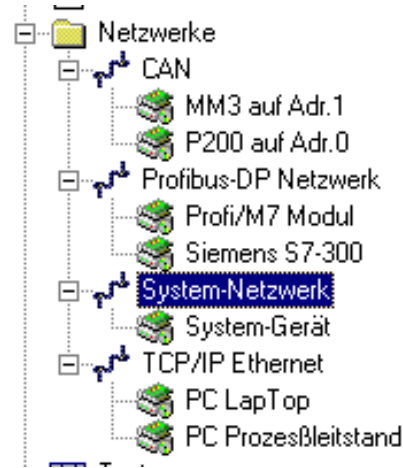 Netzwerke
CAN
MM3 auf Adr.1
P200 auf Adr.0
Profibus-DP Netzwerk
Profi/M7 Modul
Siemens S7-300
System-Netzwerk
System-Gerät
TCP/IP Ethernet
PC LapTop
PC Prozesßleitstand